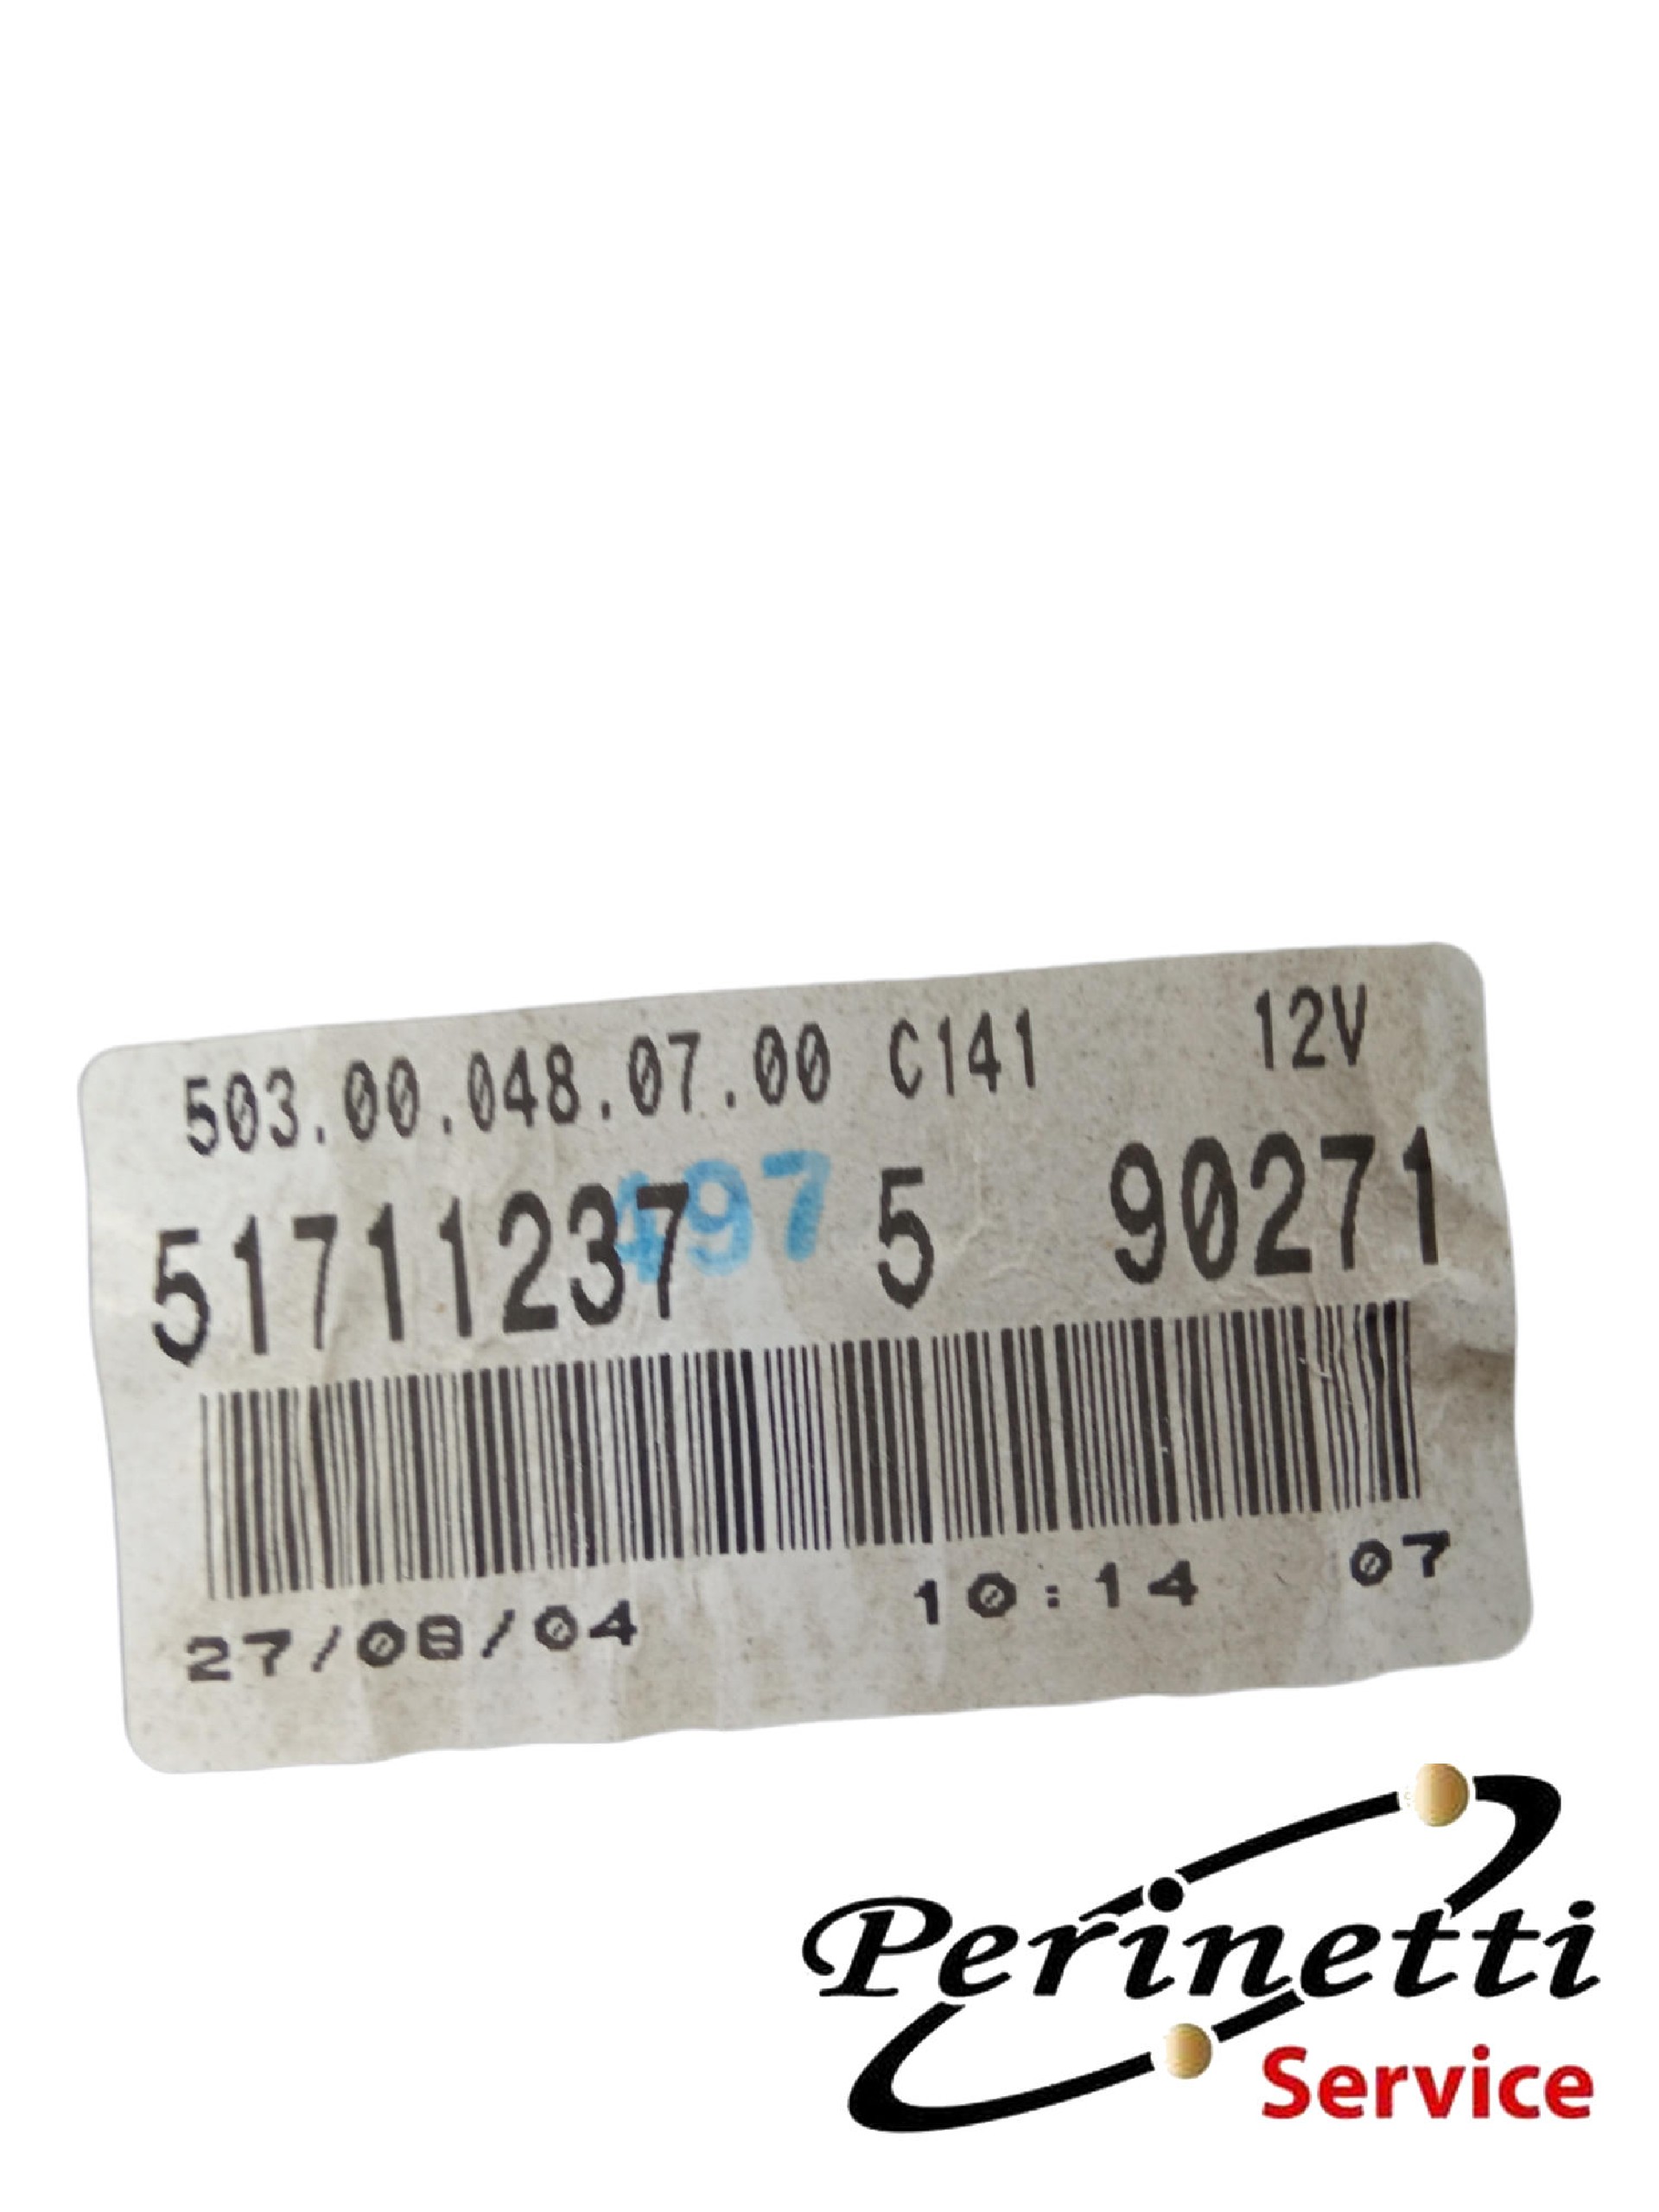 503.00.048.07.00 C141 12V
51711237 5 90271
497
27/08/04 10:14 07
Perinetti
Service